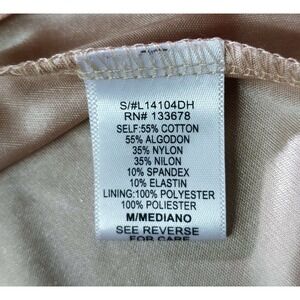 S/#L14104DH
RN# 133678
SELF:55% COTTON
55% ALGODON
35% NYLON
35% NILON
10% SPANDEX
10% ELASTIN
LINING:100% POLYESTER
100% POLIESTER
M/MEDIANO
SEE REVERSE
FOR CARE